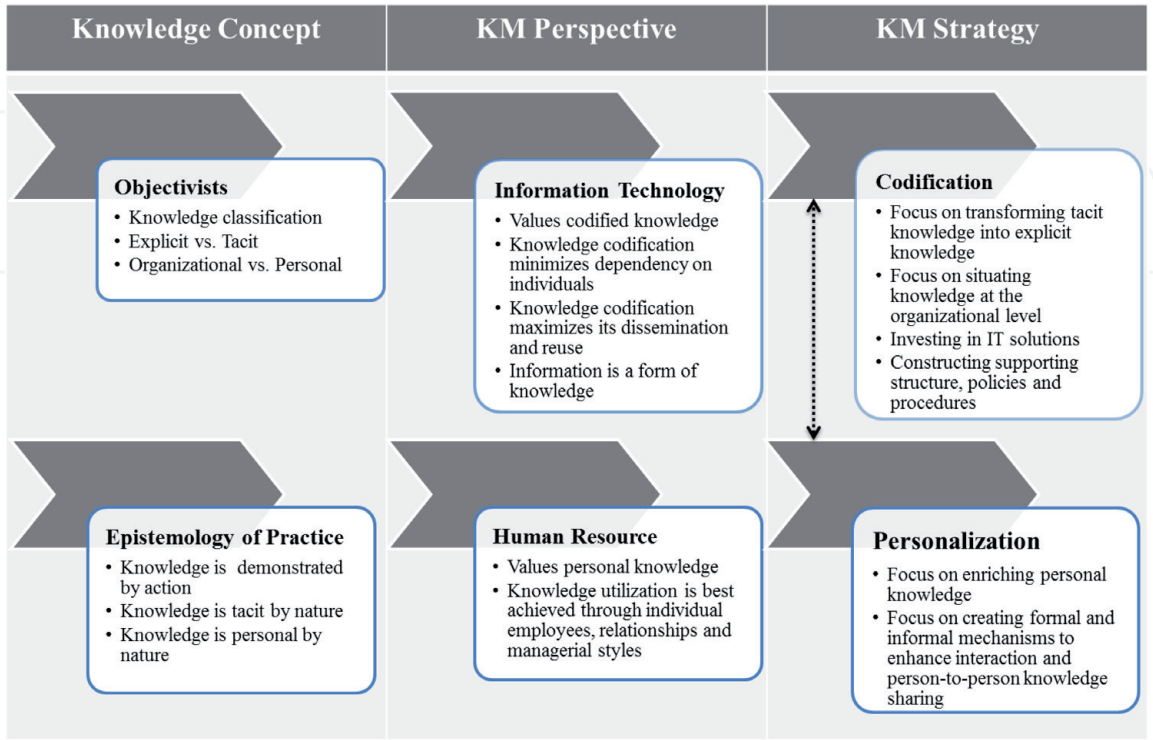 Knowledge Concept
KM Perspective
KM Strategy
Objectivists
• Knowledge classification
• Explicit vs. Tacit
• Organizational vs. Personal
Information Technology
• Values codified knowledge
• Knowledge codification
minimizes dependency on
individuals
• Knowledge codification
maximizes its dissemination
and reuse
• Information is a form of
knowledge
Codification
• Focus on transforming tacit
knowledge into explicit
knowledge
• Focus on situating
knowledge at the
organizational level
• Investing in IT solutions
• Constructing supporting
structure, policies and
procedures
Epistemology of Practice
• Knowledge is demonstrated
by action
• Knowledge is tacit by nature
• Knowledge is personal by
nature
Human Resource
• Values personal knowledge
• Knowledge utilization is best
achieved through individual
employees, relationships and
managerial styles
Personalization
• Focus on enriching personal
knowledge
• Focus on creating formal and
informal mechanisms to
enhance interaction and
person-to-person knowledge
sharing